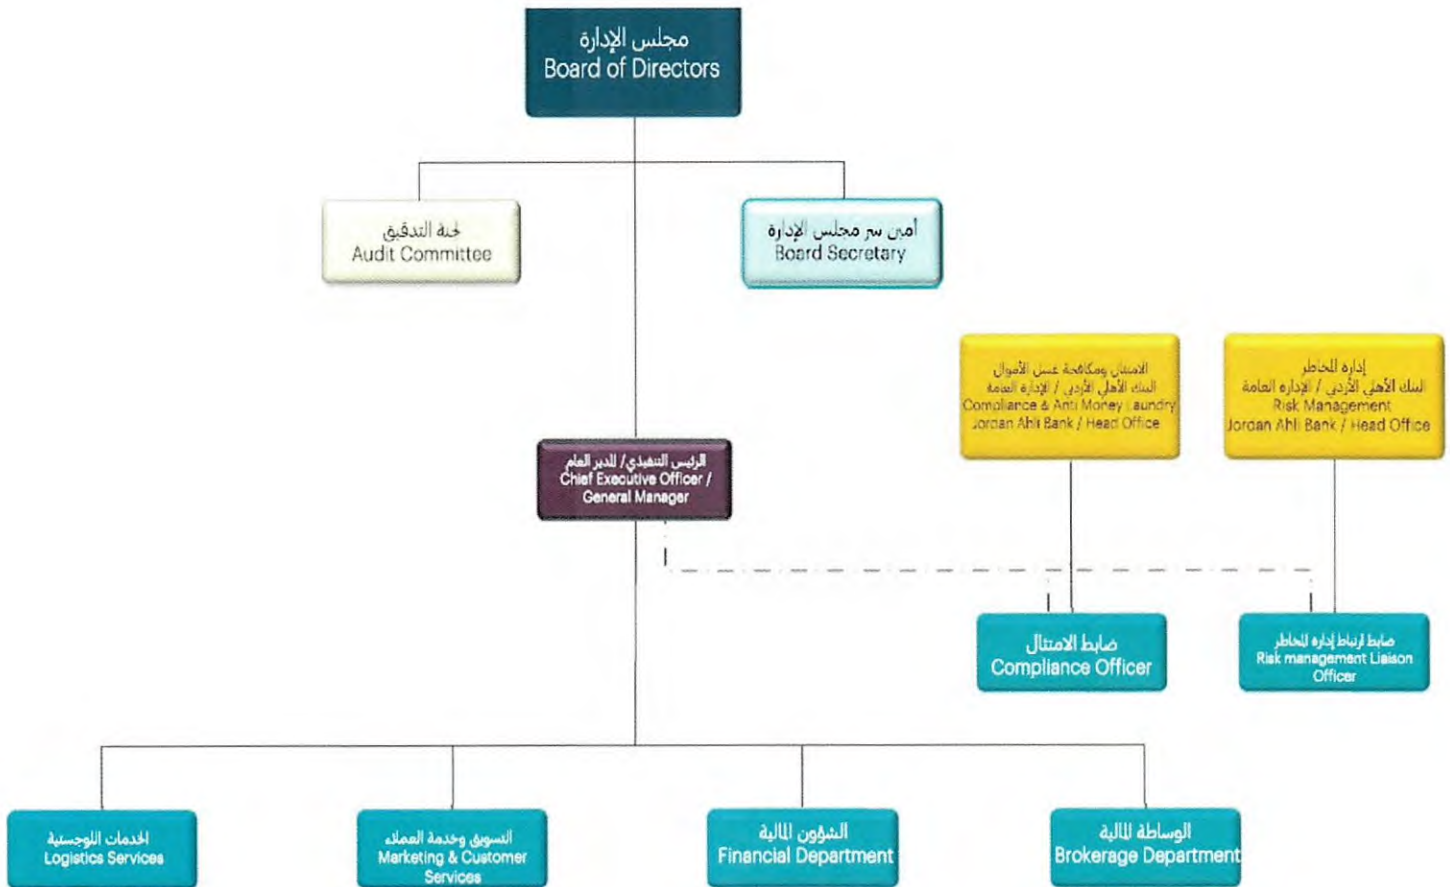 مجلس الإدارة
Board of Directors
لجنة التدقيق
Audit Committee
أمين سر مجلس الإدارة
Board Secretary
الامتثال ومكافحة غسل الأموال
البنك الأهلي الأردني / الإدارة العامة
Compliance & Anti Money Laundry
Jordan Ahli Bank / Head Office
إدارة المخاطر
البنك الأهلي الأردني / الإدارة العامة
Risk Management
Jordan Ahli Bank / Head Office
الرئيس التنفيذي/ المدير العام
Chief Executive Officer /
General Manager
ضابط الامتثال
Compliance Officer
ضابط ارتباط إدارة المخاطر
Risk management Liaison
Officer
الخدمات اللوجستية
Logistics Services
التسويق وخدمة العملاء
Marketing & Customer
Services
الشؤون المالية
Financial Department
الوساطة المالية
Brokerage Department